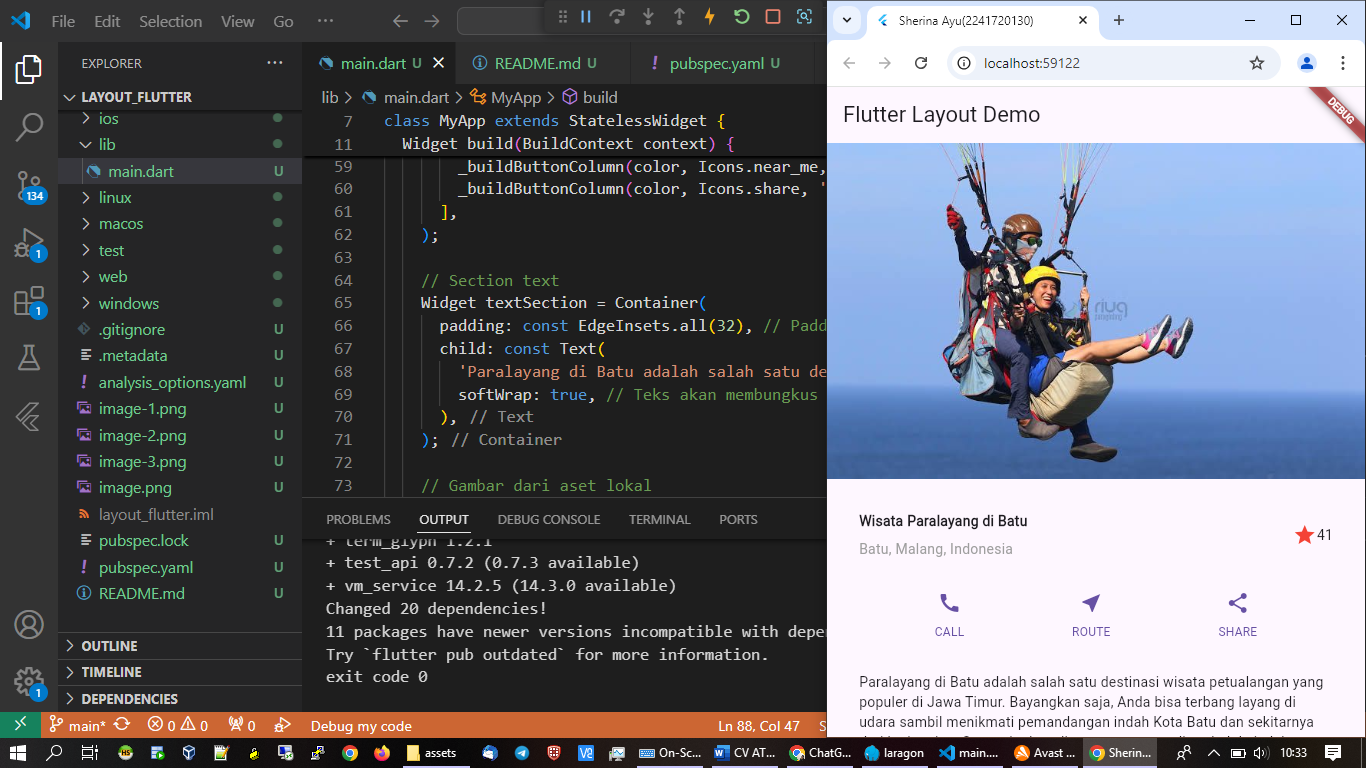 File Edit Selection View Go ···
Sherina Ayu(2241720130)
localhost:59122
EXPLORER ···
LAYOUT_FLUTTER
ios
lib
main.dart U
linux
macos
test
web
windows
.gitignore U
.metadata U
analysis_options.yaml U
image-1.png U
image-2.png U
image-3.png U
image.png U
layout_flutter.iml
pubspec.lock U
pubspec.yaml U
README.md U
OUTLINE
TIMELINE
DEPENDENCIES
134
1
1
1
main.dart U README.md U pubspec.yaml U
lib > main.dart > MyApp > build
7 class MyApp extends StatelessWidget {
11 Widget build(BuildContext context) {
59 _buildButtonColumn(color, Icons.near_me,
60 _buildButtonColumn(color, Icons.share, '
61 ],
62 );
63
64 // Section text
65 Widget textSection = Container(
66 padding: const EdgeInsets.all(32), // Padd
67 child: const Text(
68 'Paralayang di Batu adalah salah satu de
69 softWrap: true, // Teks akan membungkus
70 ), // Text
71 ); // Container
72
73 // Gambar dari aset lokal
PROBLEMS OUTPUT DEBUG CONSOLE TERMINAL PORTS
+ term_glyph 1.2.1
+ test_api 0.7.2 (0.7.3 available)
+ vm_service 14.2.5 (14.3.0 available)
Changed 20 dependencies!
11 packages have newer versions incompatible with depen
Try `flutter pub outdated` for more information.
exit code 0
Flutter Layout Demo
DEBUG
Wisata Paralayang di Batu
Batu, Malang, Indonesia
41
CALL ROUTE SHARE
Paralayang di Batu adalah salah satu destinasi wisata petualangan yang
populer di Jawa Timur. Bayangkan saja, Anda bisa terbang layang di
udara sambil menikmati pemandangan indah Kota Batu dan sekitarnya
main* 0 0 0 Debug my code Ln 88, Col 47 S
assets On-Sc... CV AT... ChatG... laragon main.... Avast ... Sherin... 10:33